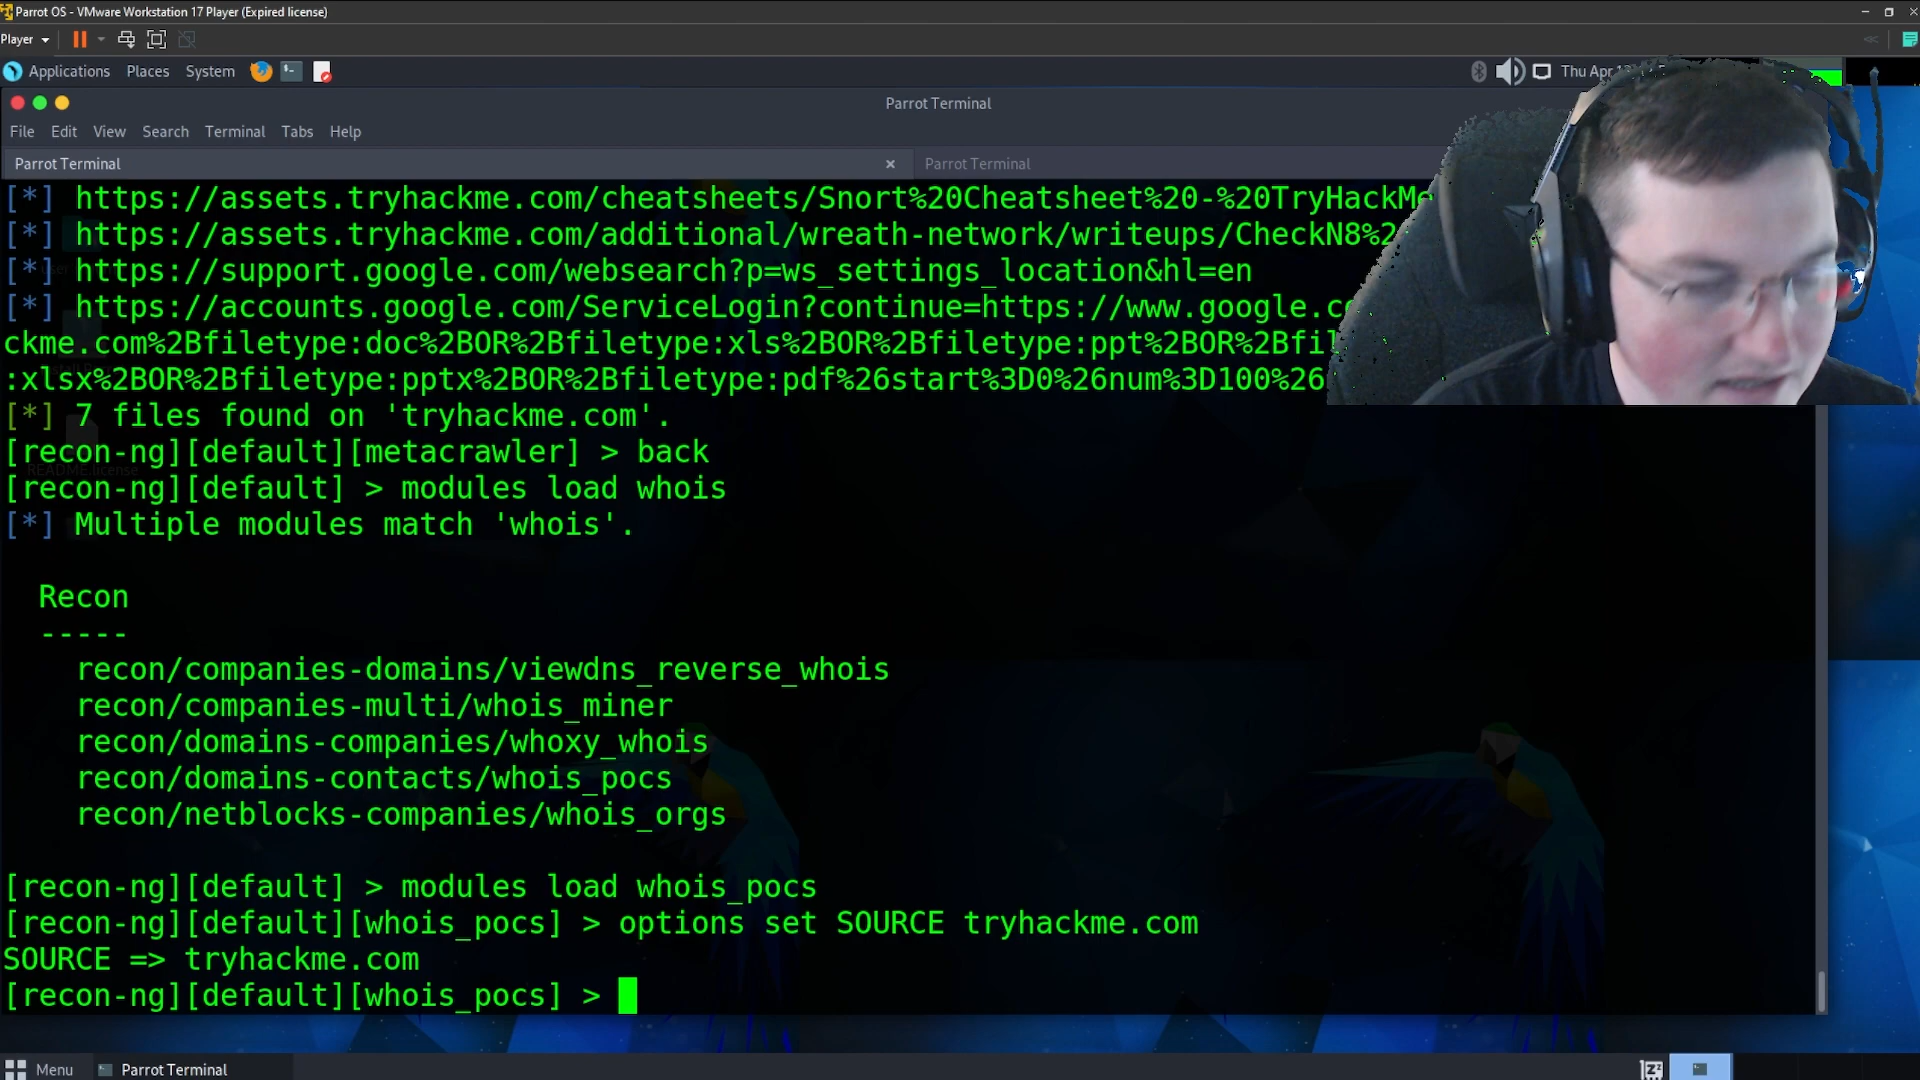 Parrot OS - VMware Workstation 17 Player (Expired license)
Player
Applications Places System Thu Apr
Parrot Terminal
File Edit View Search Terminal Tabs Help
Parrot Terminal × Parrot Terminal
[*] https://assets.tryhackme.com/cheatsheets/Snort%20Cheatsheet%20-%20TryHackMe
[*] https://assets.tryhackme.com/additional/wreath-network/writeups/CheckN8%2
[*] https://support.google.com/websearch?p=ws_settings_location&hl=en
[*] https://accounts.google.com/ServiceLogin?continue=https://www.google.c
ckme.com%2Bfiletype:doc%2BOR%2Bfiletype:xls%2BOR%2Bfiletype:ppt%2BOR%2Bfil
:xlsx%2BOR%2Bfiletype:pptx%2BOR%2Bfiletype:pdf%26start%3D0%26num%3D100%26
[*] 7 files found on 'tryhackme.com'.
[recon-ng][default][metacrawler] > back
README.license
[recon-ng][default] > modules load whois
[*] Multiple modules match 'whois'.
Recon
-----
recon/companies-domains/viewdns_reverse_whois
recon/companies-multi/whois_miner
recon/domains-companies/whoxy_whois
recon/domains-contacts/whois_pocs
recon/netblocks-companies/whois_orgs
[recon-ng][default] > modules load whois_pocs
[recon-ng][default][whois_pocs] > options set SOURCE tryhackme.com
SOURCE => tryhackme.com
[recon-ng][default][whois_pocs] >
Menu Parrot Terminal